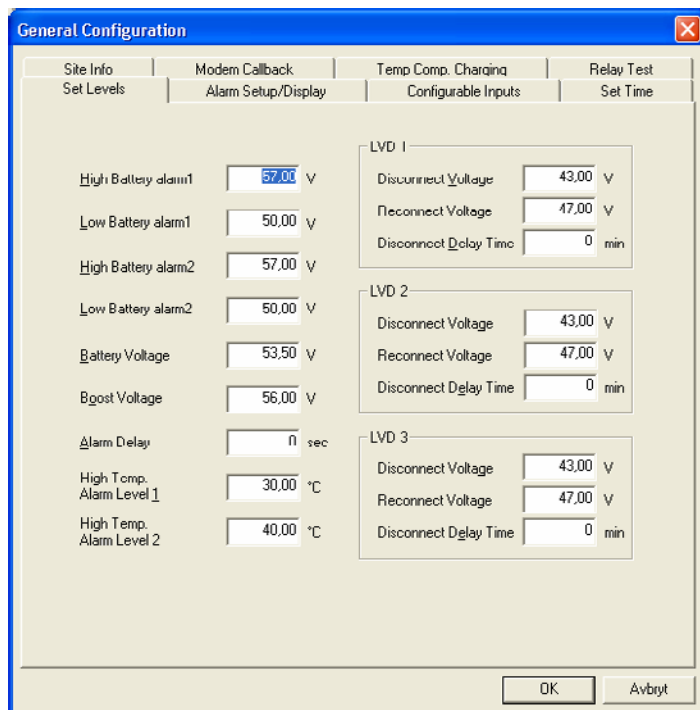 General Configuration
Site Info
Modem Callback
Temp Comp. Charging
Relay Test
Set Levels
Alarm Setup/Display
Configurable Inputs
Set Time
High Battery alarm1 57,00 V
Low Battery alarm1 50,00 V
High Battery alarm2 57,00 V
Low Battery alarm2 50,00 V
Battery Voltage 53,50 V
Boost Voltage 56,00 V
Alarm Delay 0 sec
High Temp.
Alarm Level 1 30,00 °C
High Temp.
Alarm Level 2 40,00 °C
LVD 1
Disconnect Voltage 43,00 V
Reconnect Voltage 47,00 V
Disconnect Delay Time 0 min
LVD 2
Disconnect Voltage 43,00 V
Reconnect Voltage 47,00 V
Disconnect Delay Time 0 min
LVD 3
Disconnect Voltage 43,00 V
Reconnect Voltage 47,00 V
Disconnect Delay Time 0 min
OK
Avbryt